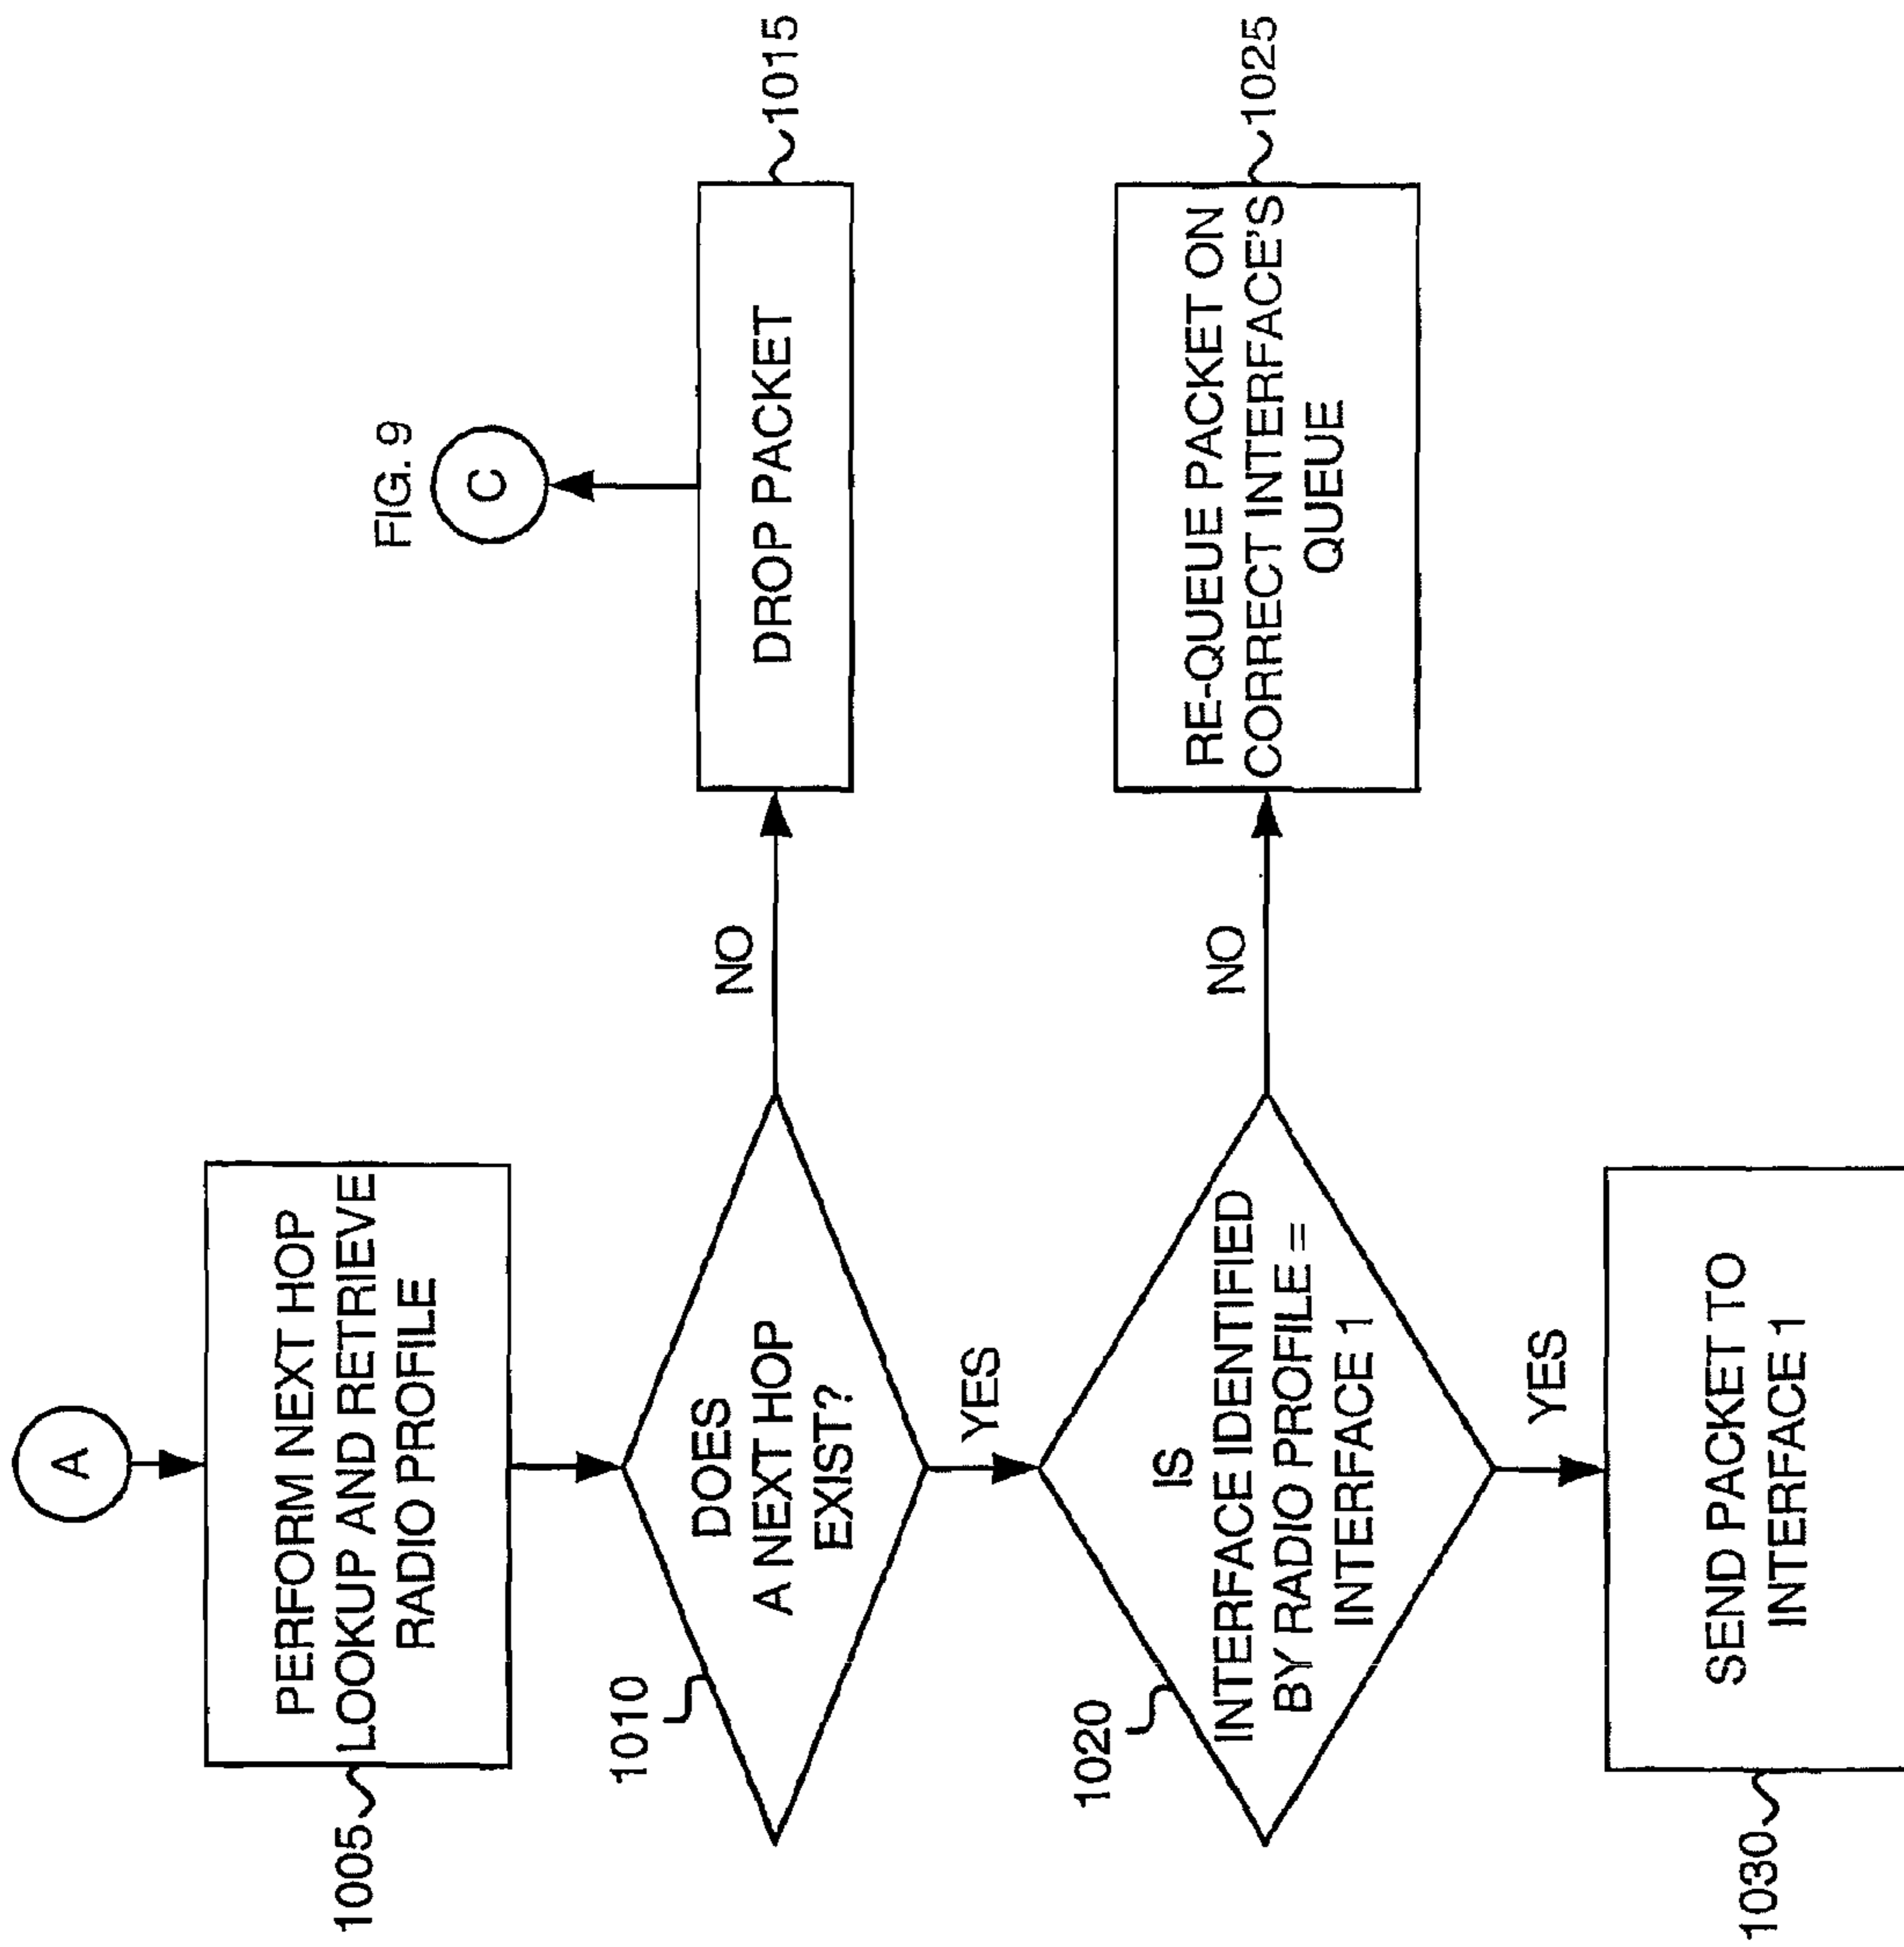 A
1005
PERFORM NEXT HOP
LOOKUP AND RETRIEVE
RADIO PROFILE
1010
DOES
A NEXT HOP
EXIST?
NO
FIG. 9
C
DROP PACKET
1015
YES
1020
IS
INTERFACE IDENTIFIED
BY RADIO PROFILE =
INTERFACE 1
NO
RE-QUEUE PACKET ON
CORRECT INTERFACE'S
QUEUE
1025
YES
1030
SEND PACKET TO
INTERFACE 1